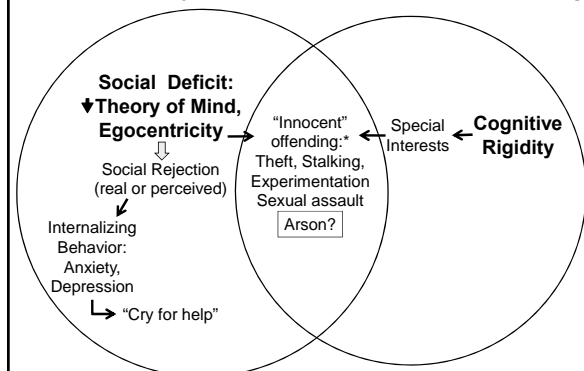 Social Deficit:
Theory of Mind,
Egocentricity
Social Rejection
(real or perceived)
Internalizing
Behavior:
Anxiety,
Depression
“Cry for help”
“Innocent”
offending:*
Theft, Stalking,
Experimentation
Sexual assault
Arson?
Special
Interests
Cognitive
Rigidity